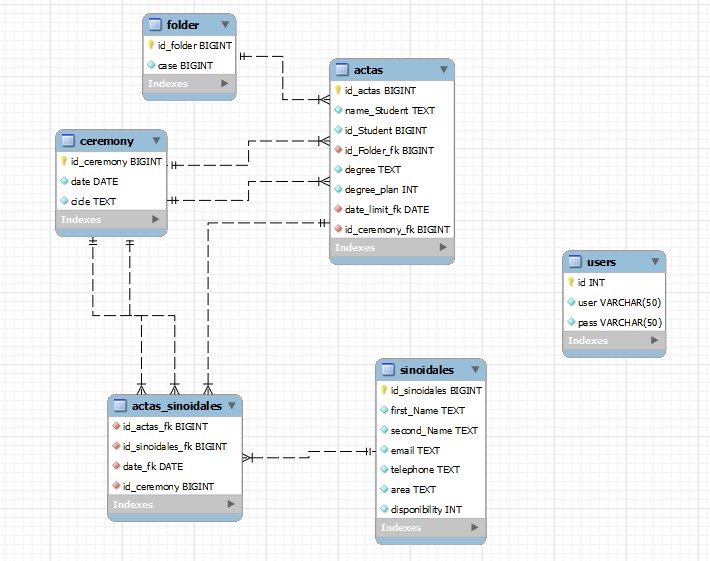 folder
id_folder BIGINT
case BIGINT
Indexes
actas
id_actas BIGINT
name_Student TEXT
id_Student BIGINT
id_Folder_fk BIGINT
degree TEXT
degree_plan INT
date_limit_fk DATE
id_ceremony_fk BIGINT
Indexes
ceremony
id_ceremony BIGINT
date DATE
cicle TEXT
Indexes
users
id INT
user VARCHAR(50)
pass VARCHAR(50)
Indexes
sinoidales
id_sinoidales BIGINT
first_Name TEXT
second_Name TEXT
email TEXT
telephone TEXT
area TEXT
disponibility INT
Indexes
actas_sinoidales
id_actas_fk BIGINT
id_sinoidales_fk BIGINT
date_fk DATE
id_ceremony BIGINT
Indexes